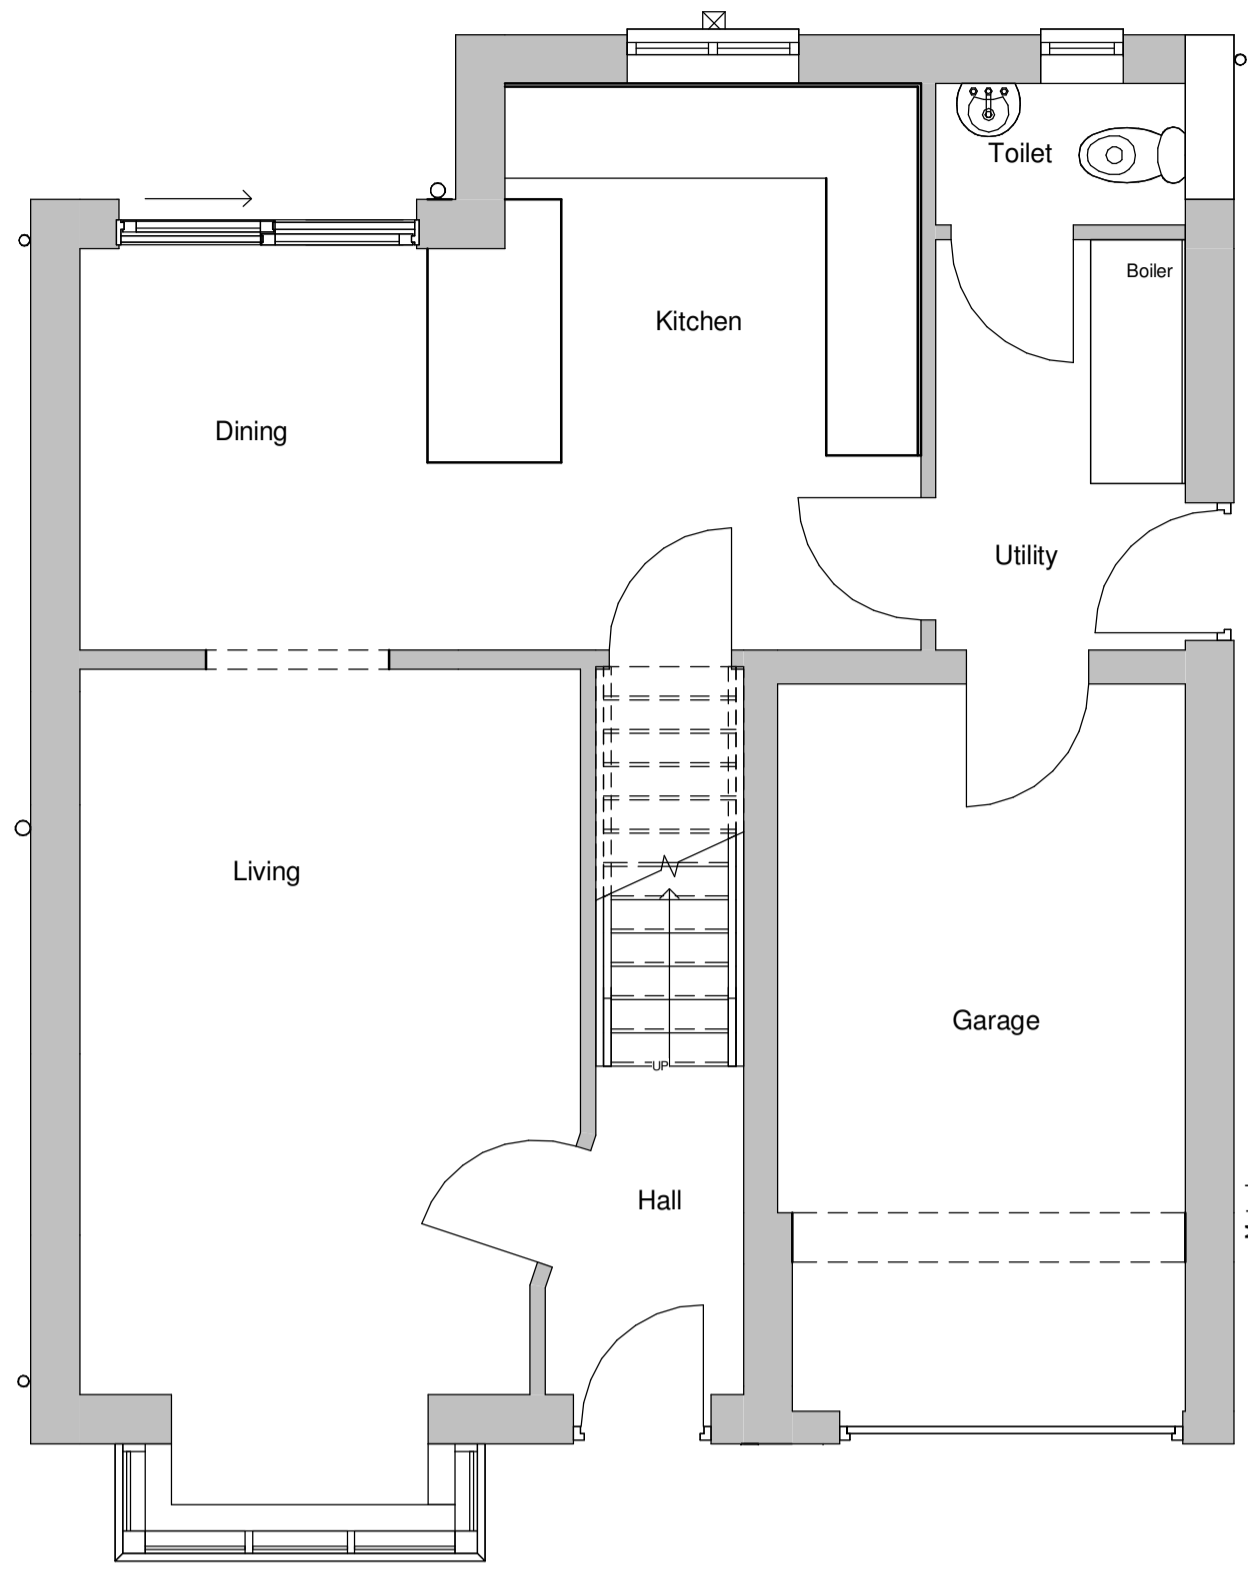 Toilet
Boiler
Kitchen
Dining
Utility
Living
Garage
UP
Hall